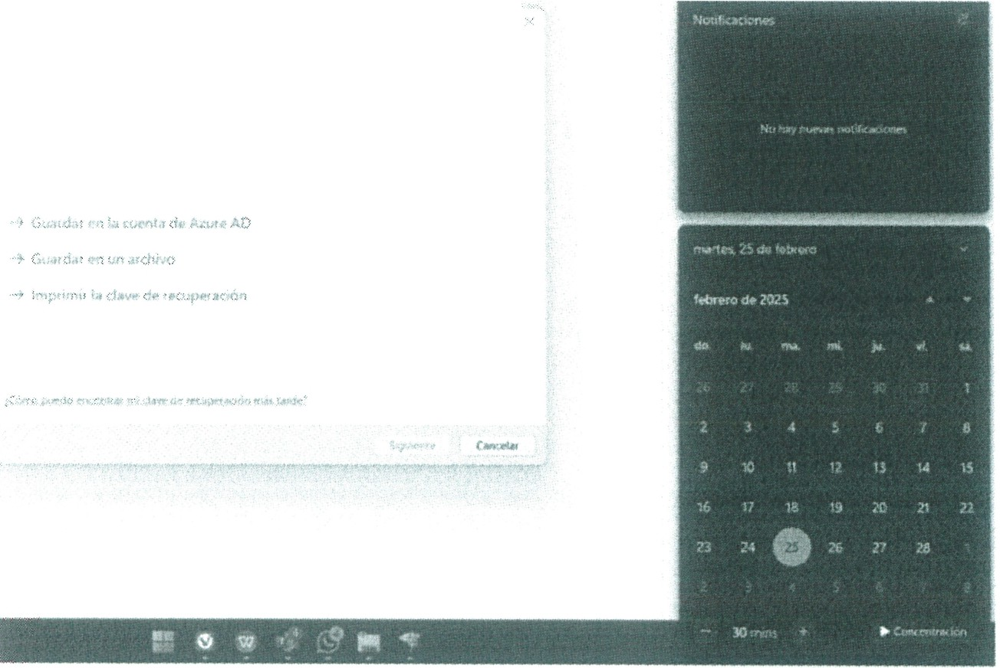 Guardar en la cuenta de Azure AD
Guardar en un archivo
Imprimir la clave de recuperación
¿Cómo puedo encontrar mi clave de recuperación más tarde?
Siguiente Cancelar
Notificaciones
No hay nuevas notificaciones
martes, 25 de febrero
febrero de 2025
do. lu. ma. mi. ju. vi. sá.
26 27 28 29 30 31 1
2 3 4 5 6 7 8
9 10 11 12 13 14 15
16 17 18 19 20 21 22
23 24 25 26 27 28 1
2 3 4 5 6 7 8
30 mins Concentración